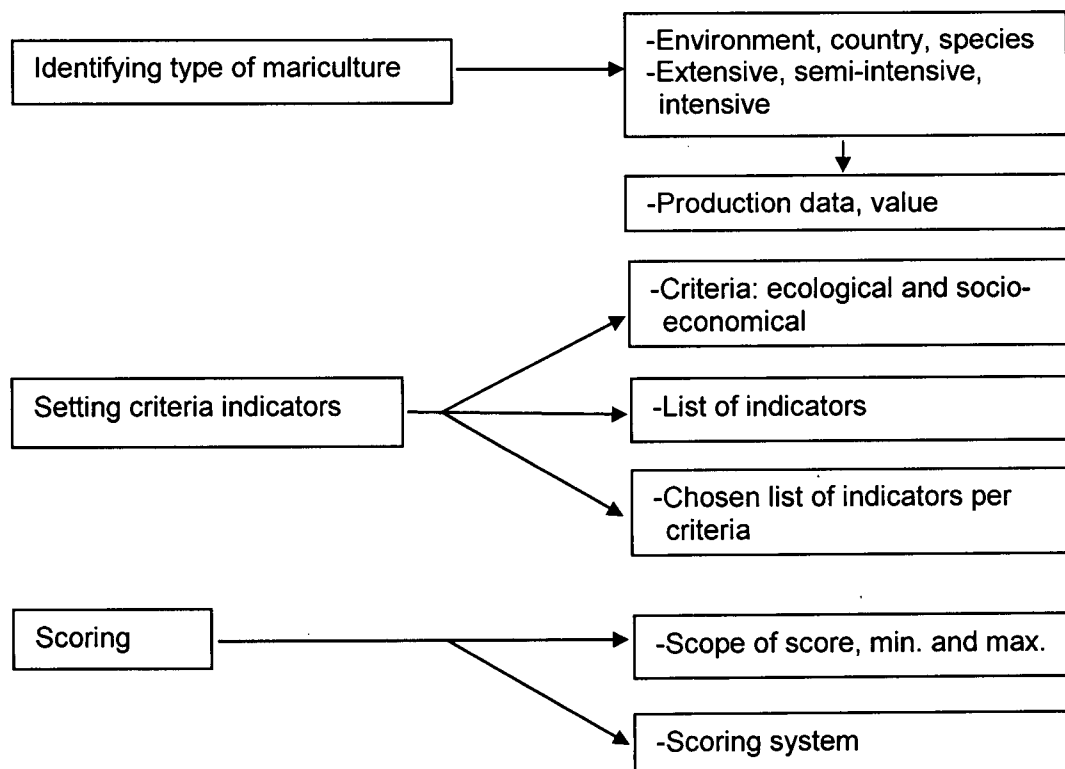 Identifying type of mariculture
-Environment, country, species
-Extensive, semi-intensive,
intensive
-Production data, value
Setting criteria indicators
-Criteria: ecological and socio-
economical
-List of indicators
-Chosen list of indicators per
criteria
Scoring
-Scope of score, min. and max.
-Scoring system